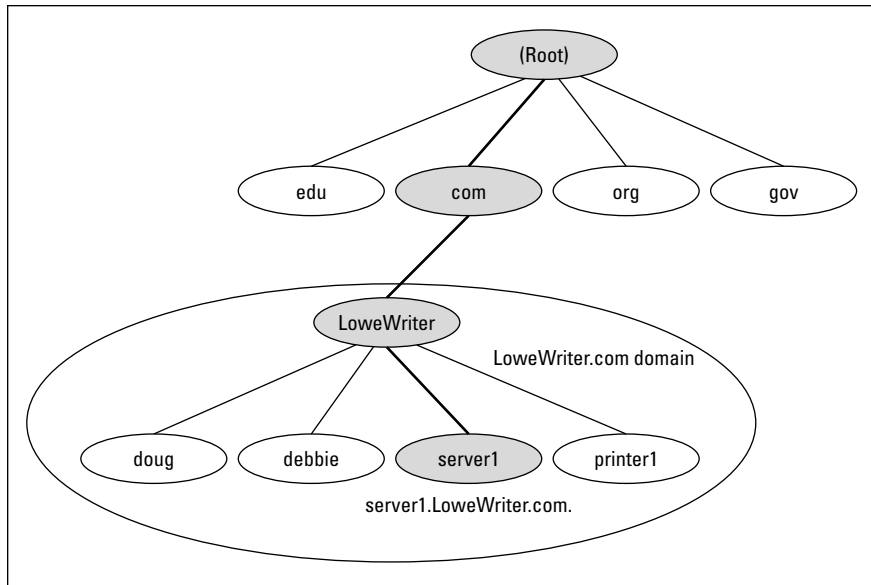 (Root)
edu
com
org
gov
LoweWriter
LoweWriter.com domain
doug
debbie
server1
printer1
server1.LoweWriter.com.